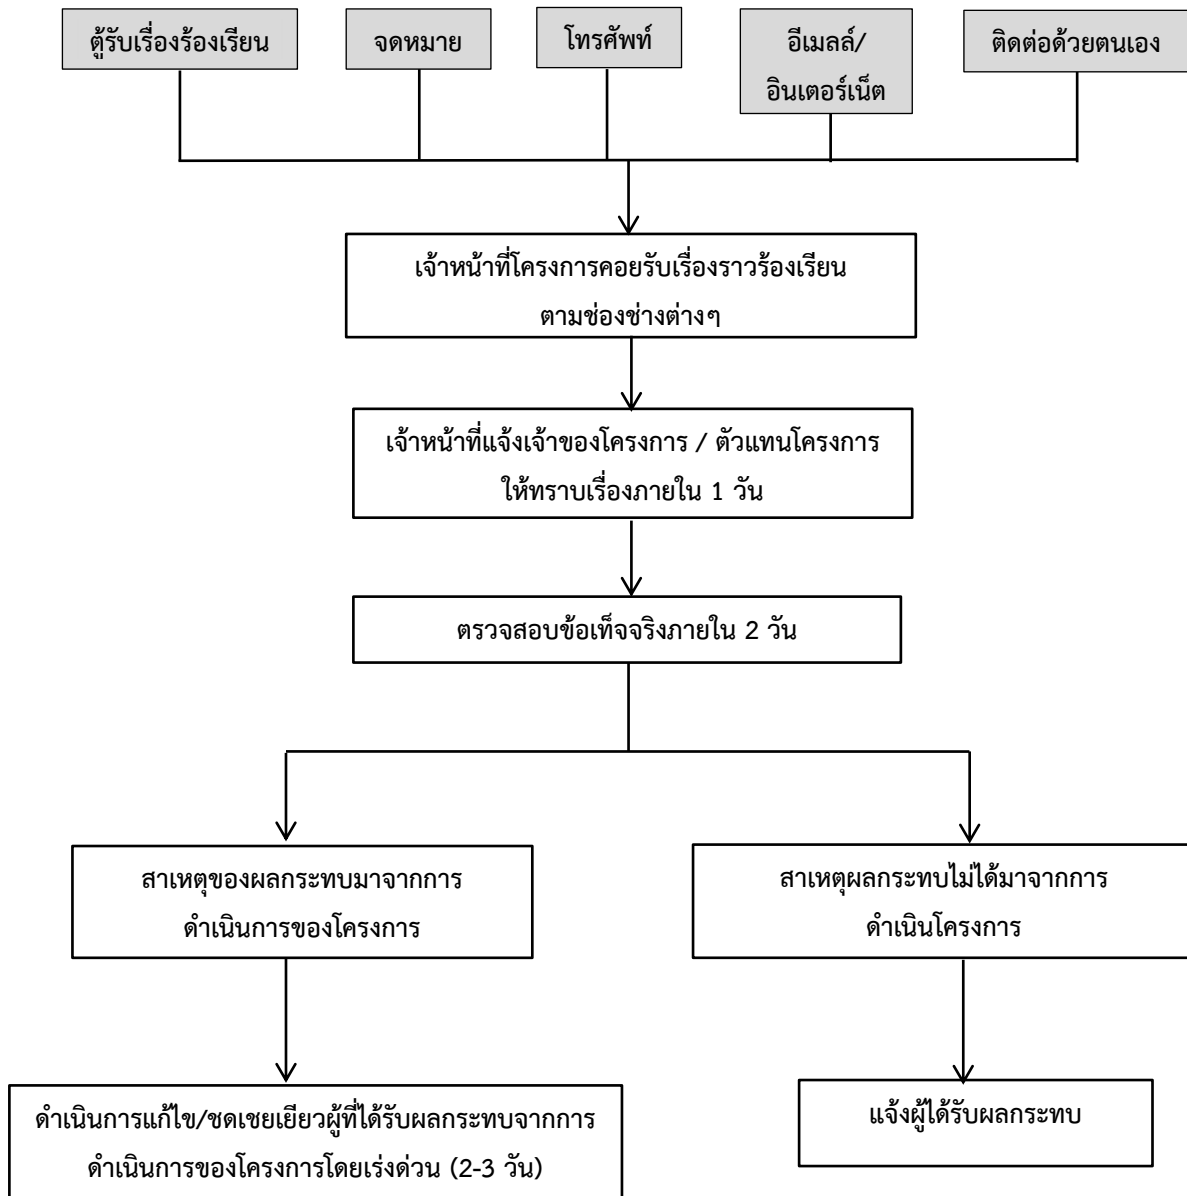 ตู้รับเรื่องร้องเรียน
จดหมาย
โทรศัพท์
อีเมลล์/
อินเตอร์เน็ต
ติดต่อด้วยตนเอง
เจ้าหน้าที่โครงการคอยรับเรื่องราวร้องเรียน
ตามช่องช่างต่างๆ
เจ้าหน้าที่แจ้งเจ้าของโครงการ / ตัวแทนโครงการ
ให้ทราบเรื่องภายใน 1 วัน
ตรวจสอบข้อเท็จจริงภายใน 2 วัน
สาเหตุของผลกระทบมาจากการ
ดำเนินการของโครงการ
สาเหตุผลกระทบไม่ได้มาจากการ
ดำเนินโครงการ
ดำเนินการแก้ไข/ชดเชยเยียวผู้ที่ได้รับผลกระทบจากการ
ดำเนินการของโครงการโดยเร่งด่วน (2-3 วัน)
แจ้งผู้ได้รับผลกระทบ